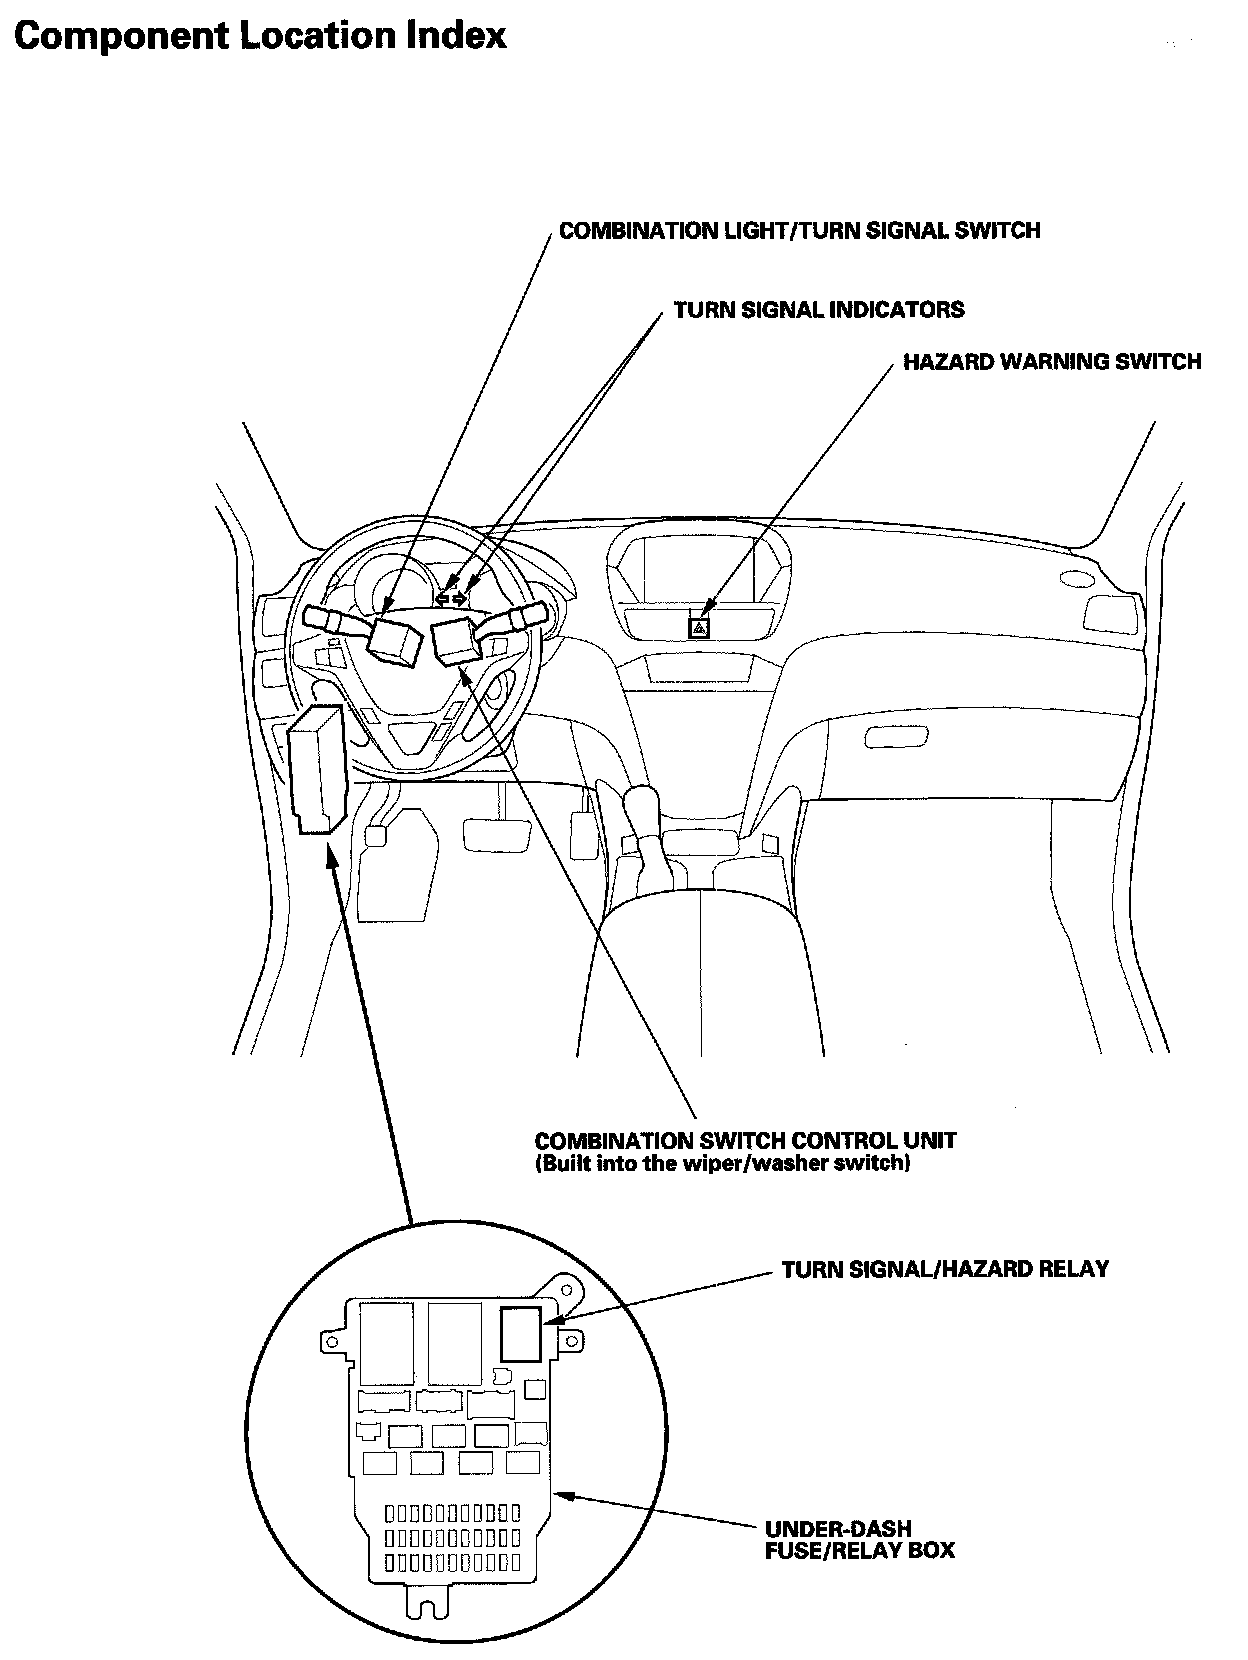 Component Location Index
COMBINATION LIGHT/TURN SIGNAL SWITCH
TURN SIGNAL INDICATORS
HAZARD WARNING SWITCH
COMBINATION SWITCH CONTROL UNIT
(Built into the wiper/washer switch)
TURN SIGNAL/HAZARD RELAY
UNDER-DASH
FUSE/RELAY BOX